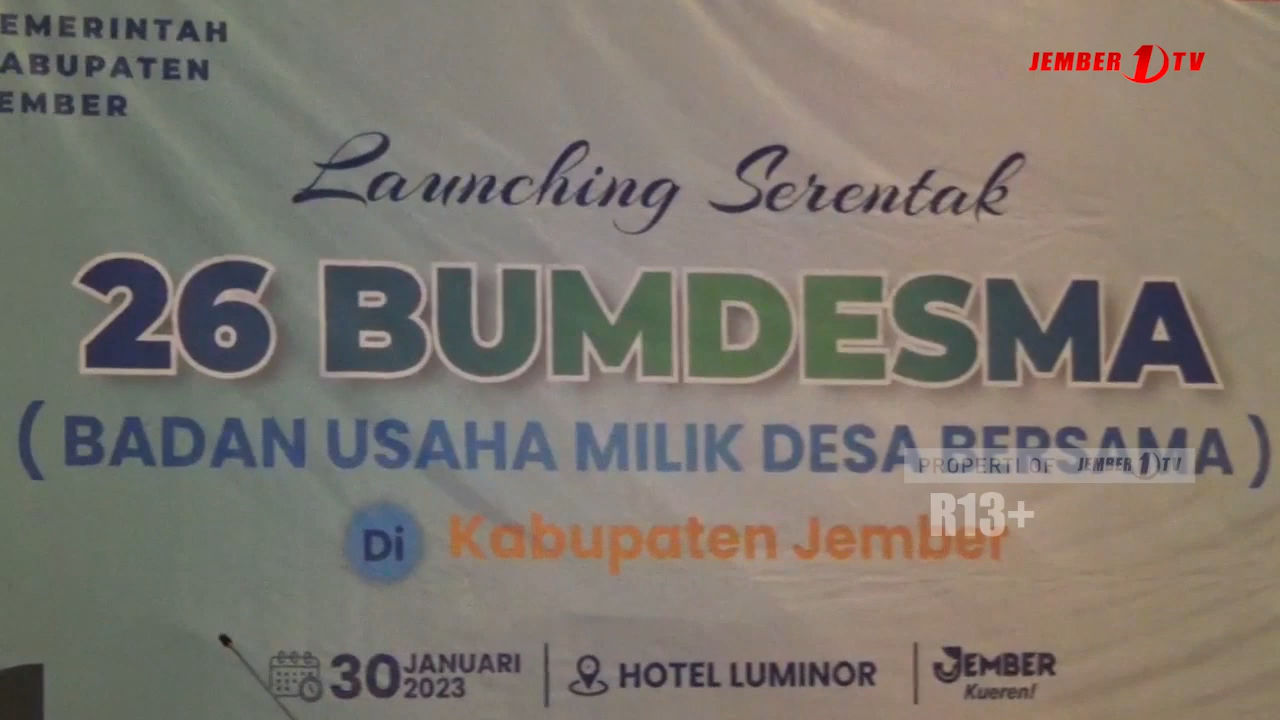 EMERINTAH
ABUPATEN
EMBER
JEMBER 1 TV
Launching Serentak
26 BUMDESMA
( BADAN USAHA MILIK DESA BERSAMA )
PROPERTI OF JEMBER 1 TV
R13+
Di Kabupaten Jember
30 JANUARI 2023
HOTEL LUMINOR
JEMBER
Kueren!